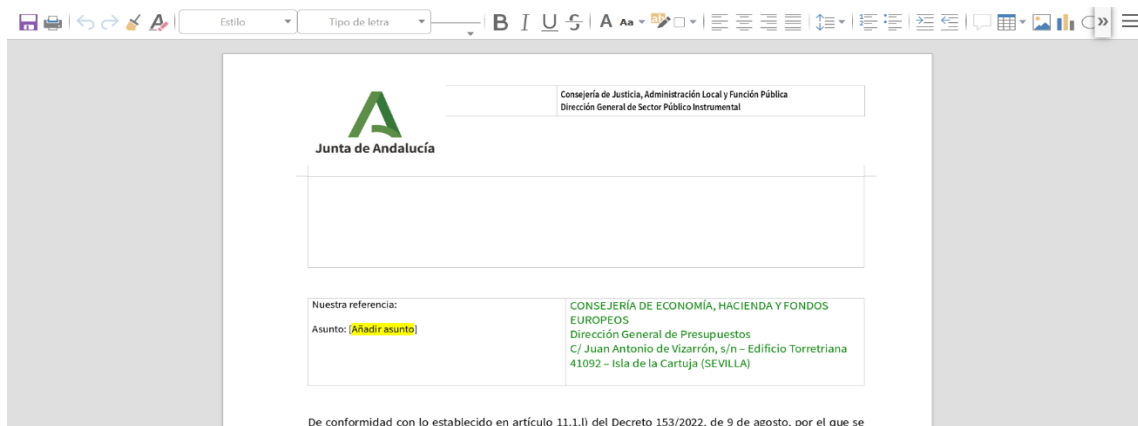 Estilo
Tipo de letra
B I U S A Aa
Consejería de Justicia, Administración Local y Función Pública
Dirección General de Sector Público Instrumental
Junta de Andalucía
Nuestra referencia:
Asunto: [Añadir asunto]
CONSEJERÍA DE ECONOMÍA, HACIENDA Y FONDOS
EUROPEOS
Dirección General de Presupuestos
C/ Juan Antonio de Vizarrón, s/n – Edificio Torretriana
41092 – Isla de la Cartuja (SEVILLA)
De conformidad con lo establecido en artículo 11.1.l) del Decreto 153/2022, de 9 de agosto, por el que se